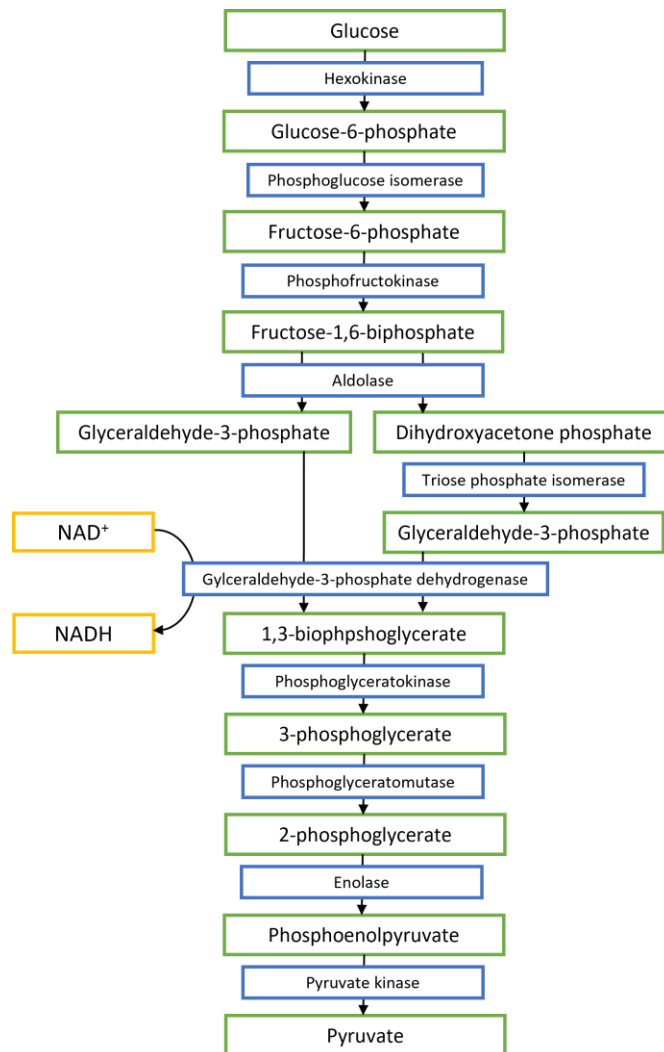 Glucose
Hexokinase
Glucose-6-phosphate
Phosphoglucose isomerase
Fructose-6-phosphate
Phosphofructokinase
Fructose-1,6-biphosphate
Aldolase
Glyceraldehyde-3-phosphate
Dihydroxyacetone phosphate
Triose phosphate isomerase
NAD⁺
Glyceraldehyde-3-phosphate
Gylceraldehyde-3-phosphate dehydrogenase
NADH
1,3-biophpshoglycerate
Phosphoglyceratokinase
3-phosphoglycerate
Phosphoglyceratomutase
2-phosphoglycerate
Enolase
Phosphoenolpyruvate
Pyruvate kinase
Pyruvate